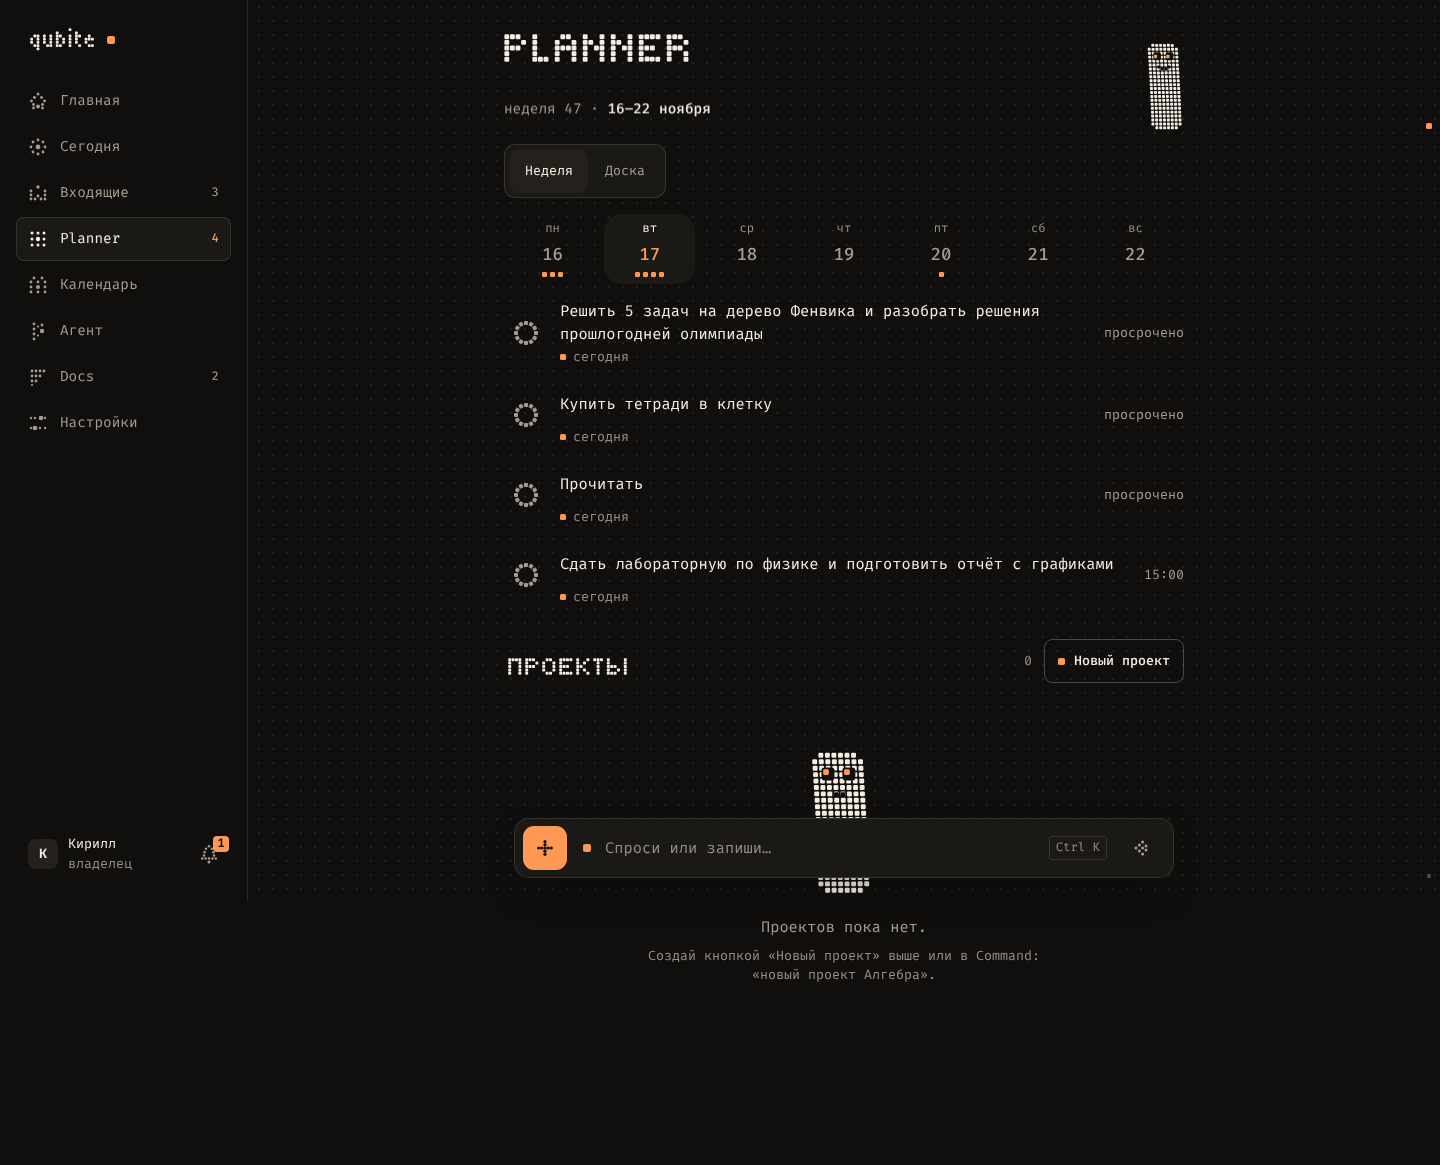 qubite
Главная
Сегодня
Входящие 3
Planner 4
Календарь
Агент
Docs 2
Настройки
К Кирилл
владелец
1
PLANNER
неделя 47 · 16–22 ноября
Неделя Доска
пн вт ср чт пт сб вс
16 17 18 19 20 21 22
Решить 5 задач на дерево Фенвика и разобрать решения
прошлогодней олимпиады
просрочено
сегодня
Купить тетради в клетку
просрочено
сегодня
Прочитать
просрочено
сегодня
Сдать лабораторную по физике и подготовить отчёт с графиками
15:00
сегодня
ПРОЕКТЫ 0 Новый проект
Спроси или запиши… Ctrl K
Проектов пока нет.
Создай кнопкой «Новый проект» выше или в Command:
«новый проект Алгебра».